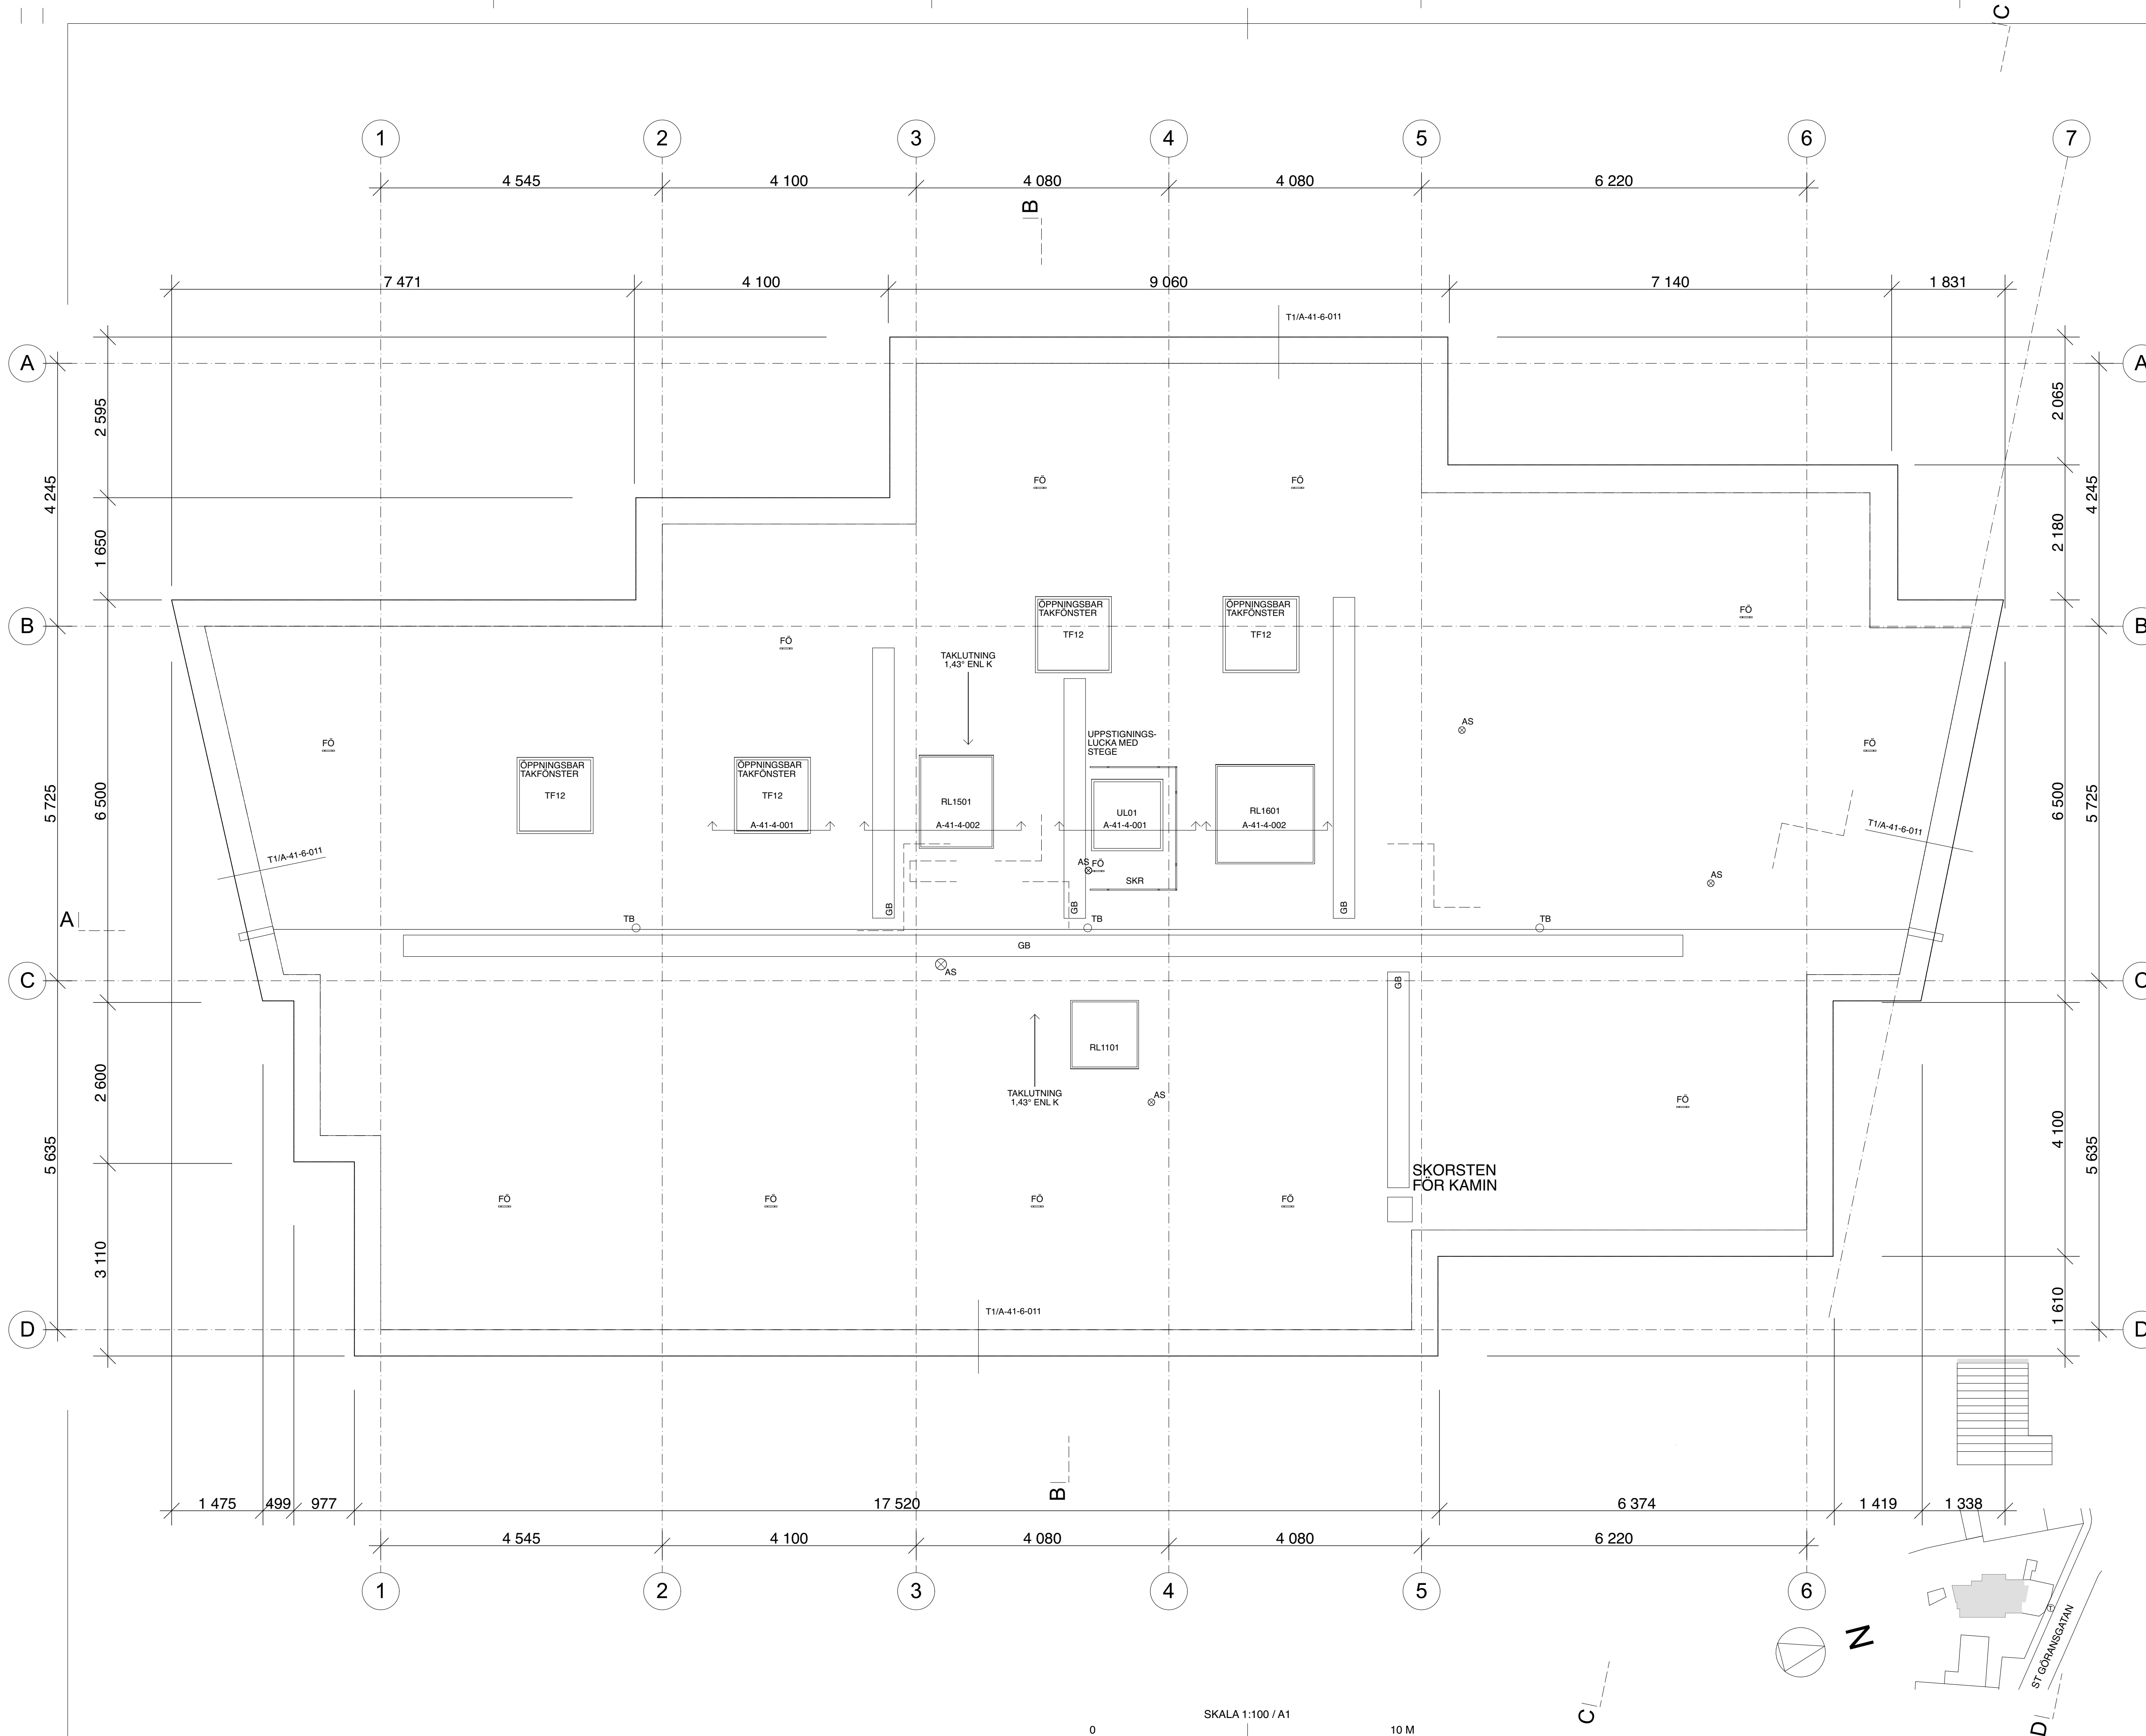 C
1
2
3
4
5
6
7
4 545
4 100
4 080
4 080
6 220
B
7 471
4 100
9 060
7 140
1 831
T1/A-41-6-011
A
A
2 595
2 065
4 245
4 245
1 650
2 180
FÖ
FÖ
ÖPPNINGSBAR
TAKFÖNSTER
TF12
ÖPPNINGSBAR
TAKFÖNSTER
TF12
FÖ
B
B
FÖ
TAKLUTNING
1,43° ENL K
AS
UPPSTIGNINGS-
LUCKA MED
STEGE
FÖ
FÖ
ÖPPNINGSBAR
TAKFÖNSTER
TF12
ÖPPNINGSBAR
TAKFÖNSTER
TF12
A-41-4-001
RL1501
A-41-4-002
UL01
A-41-4-001
RL1601
A-41-4-002
5 725
6 500
6 500
5 725
T1/A-41-6-011
T1/A-41-6-011
AS
FÖ
SKR
AS
GB
GB
GB
A
TB
TB
TB
GB
AS
C
C
GB
RL1101
TAKLUTNING
1,43° ENL K
AS
FÖ
2 600
4 100
5 635
5 635
SKORSTEN
FÖR KAMIN
FÖ
FÖ
FÖ
FÖ
3 110
1 610
T1/A-41-6-011
D
D
B
1 475
499
977
17 520
6 374
1 419
1 338
4 545
4 100
4 080
4 080
6 220
1
2
3
4
5
6
N
T
ST GÖRANSGATAN
C
D
SKALA 1:100 / A1
0
10 M